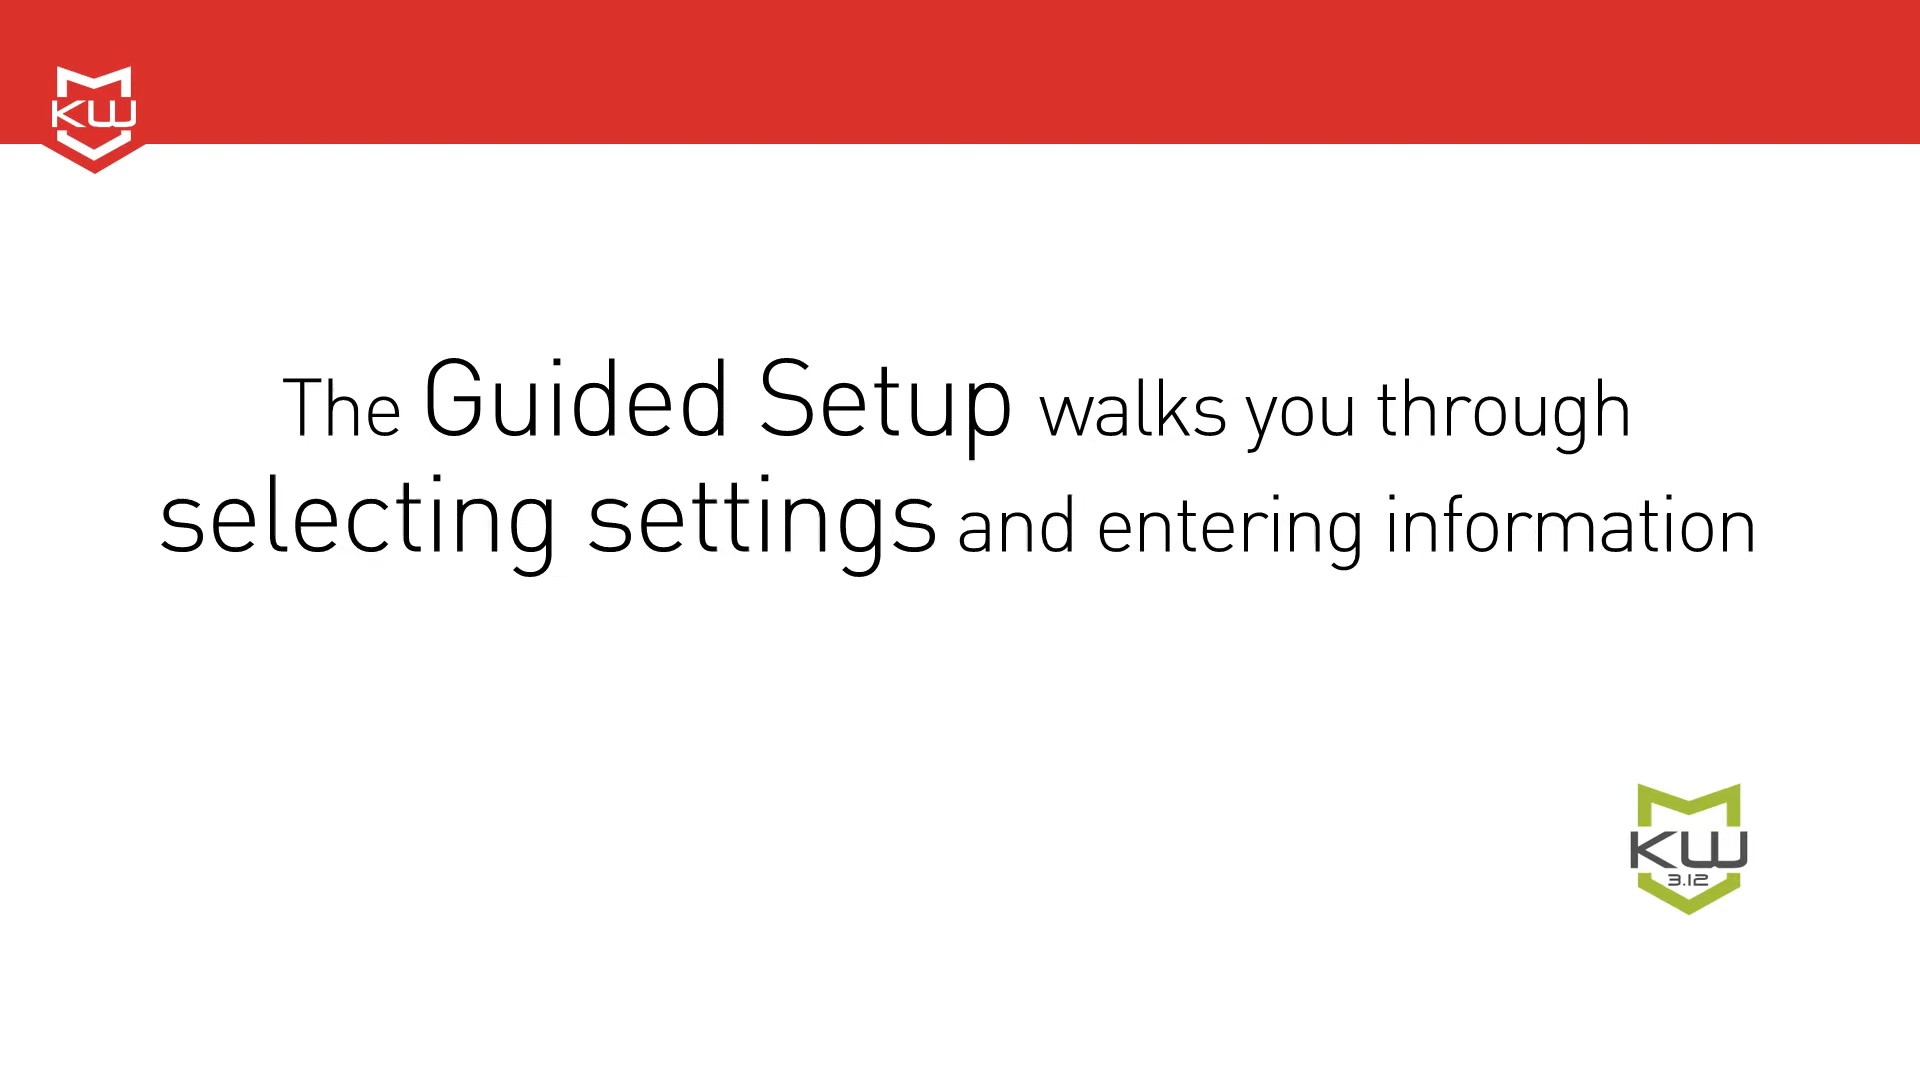 KW
The Guided Setup walks you through
selecting settings and entering information
KW
3.12